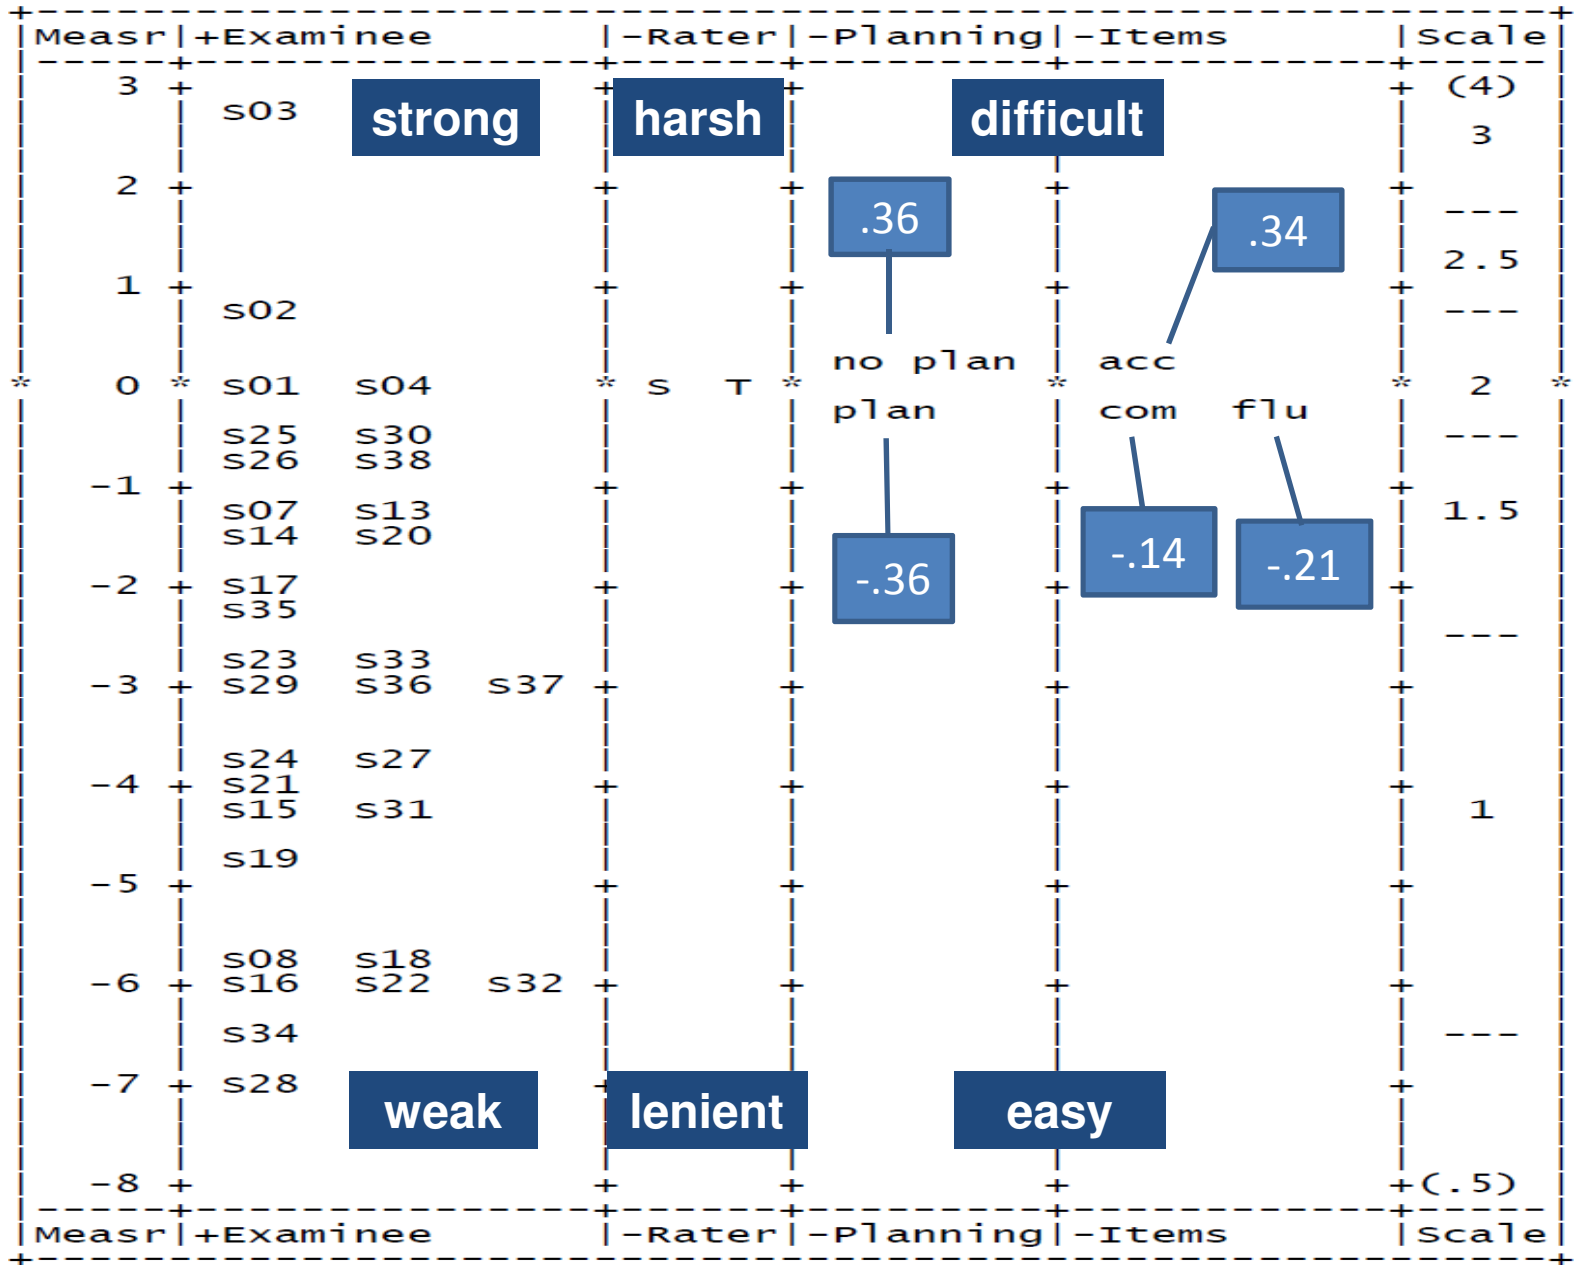 Measr|+Examinee |-Rater|-Planning|-Items |Scale
3 (4)
s03 strong harsh difficult
3
2
.36 .34
---
2.5
1
s02 ---
no plan acc
* 0 * s01 s04 * S T * * * 2 *
plan com flu
s25 s30 ---
s26 s38
-1
s07 s13 1.5
s14 s20
-.36 -.14 -.21
-2 s17
s35
---
s23 s33
-3 s29 s36 s37
s24 s27
-4 s21
s15 s31 1
s19
-5
s08 s18
-6 s16 s22 s32
s34 ---
-7 s28
weak lenient easy
-8 (.5)
Measr|+Examinee |-Rater|-Planning|-Items |Scale